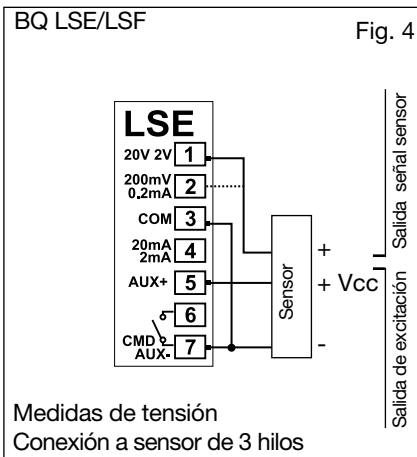 BQ LSE/LSF
Fig. 4
LSE
20V 2V 1
200mV
0.2mA 2
COM 3
20mA
2mA 4
AUX+ 5
6
CMD
AUX- 7
Sensor
+
+ Vcc
-
Salida señal sensor
Salida de excitación
Medidas de tensión
Conexión a sensor de 3 hilos